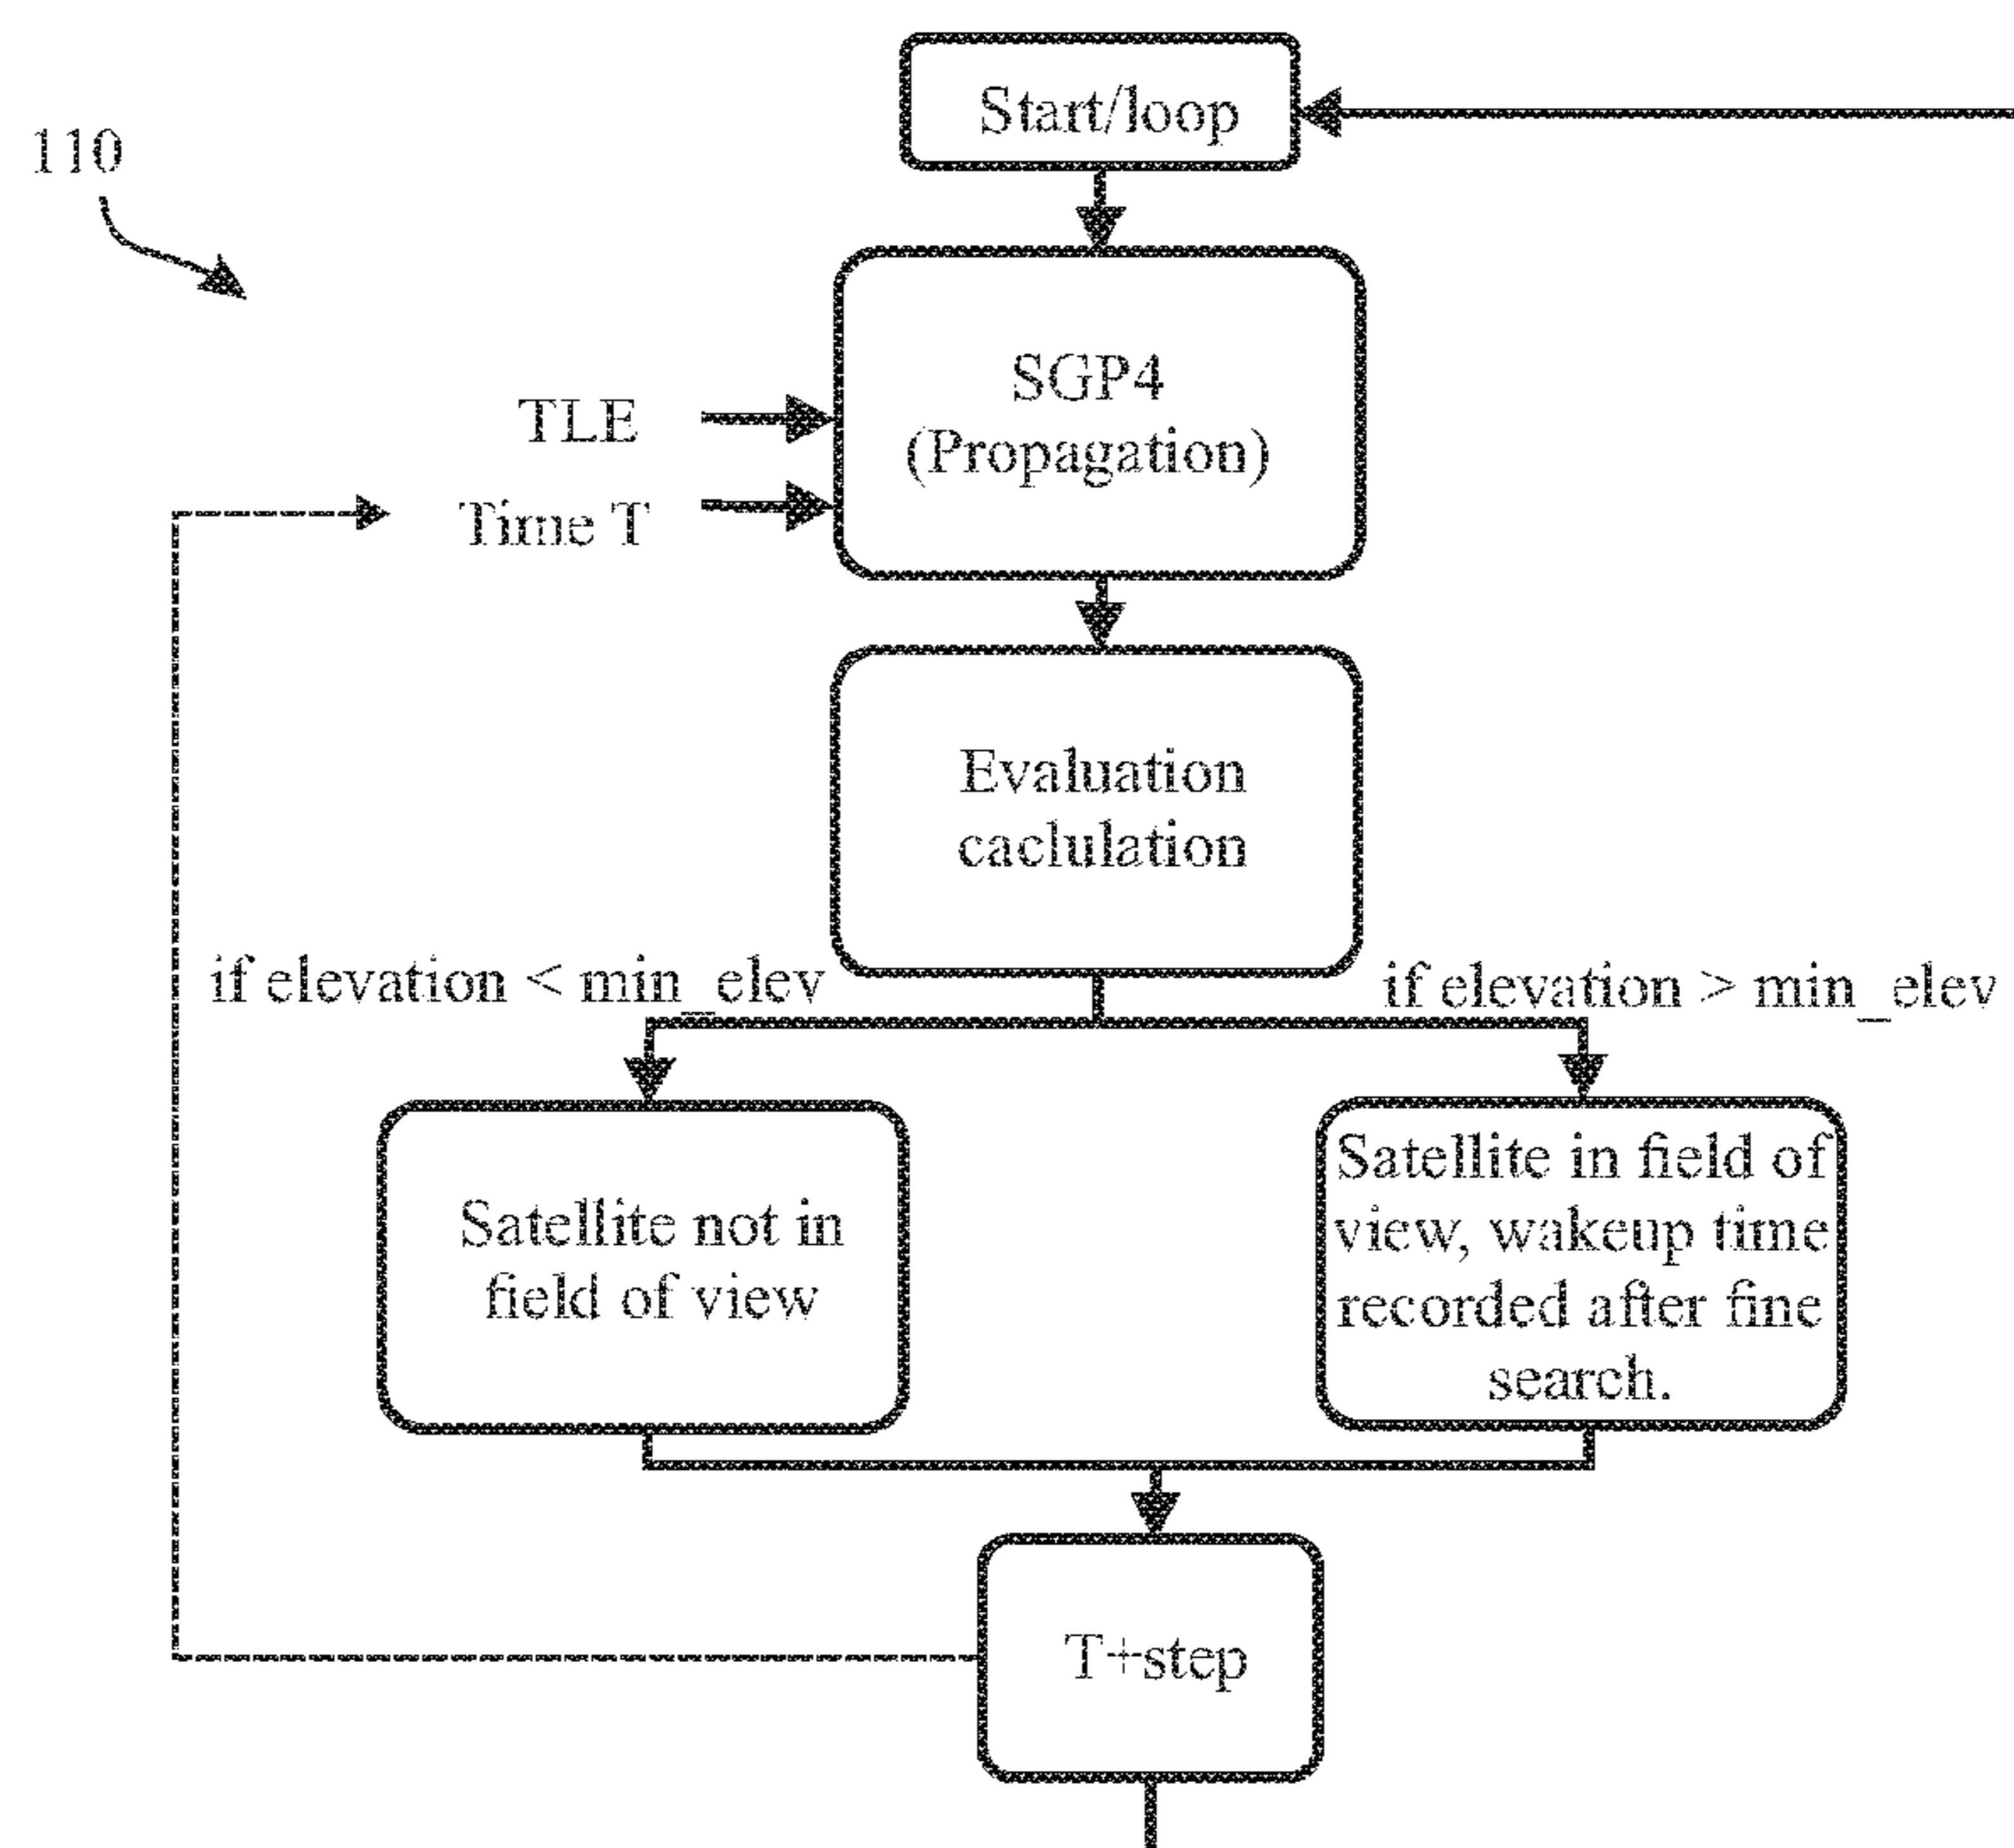 Start/loop
110
SGP4
(Propagation)
TLE
Time T
Evaluation
caclulation
if elevation < min_elev
if elevation > min_elev
Satellite not in
field of view
Satellite in field of
view, wakeup time
recorded after fine
search.
T+step